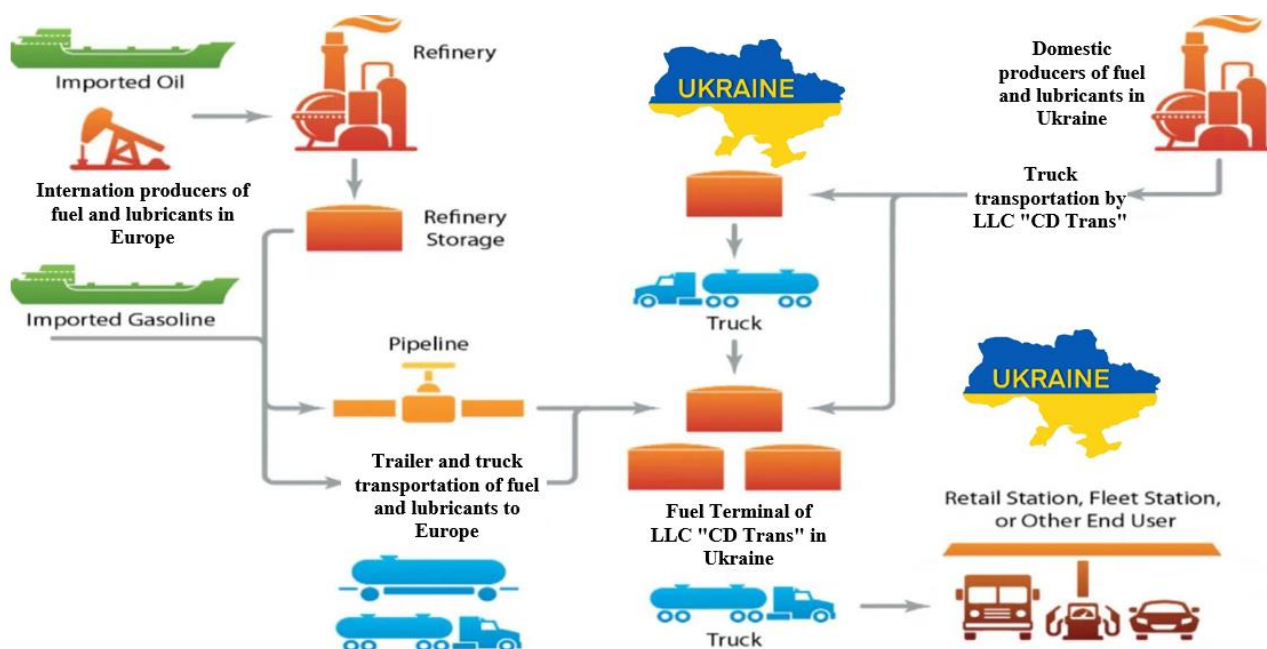 Imported Oil
Refinery
Internation producers of
fuel and lubricants in
Europe
Refinery
Storage
Imported Gasoline
Pipeline
Trailer and truck
transportation of fuel
and lubricants to
Europe
UKRAINE
Truck
Fuel Terminal of
LLC "CD Trans" in
Ukraine
Truck
Domestic
producers of fuel
and lubricants in
Ukraine
Truck
transportation by
LLC "CD Trans"
UKRAINE
Retail Station, Fleet Station,
or Other End User